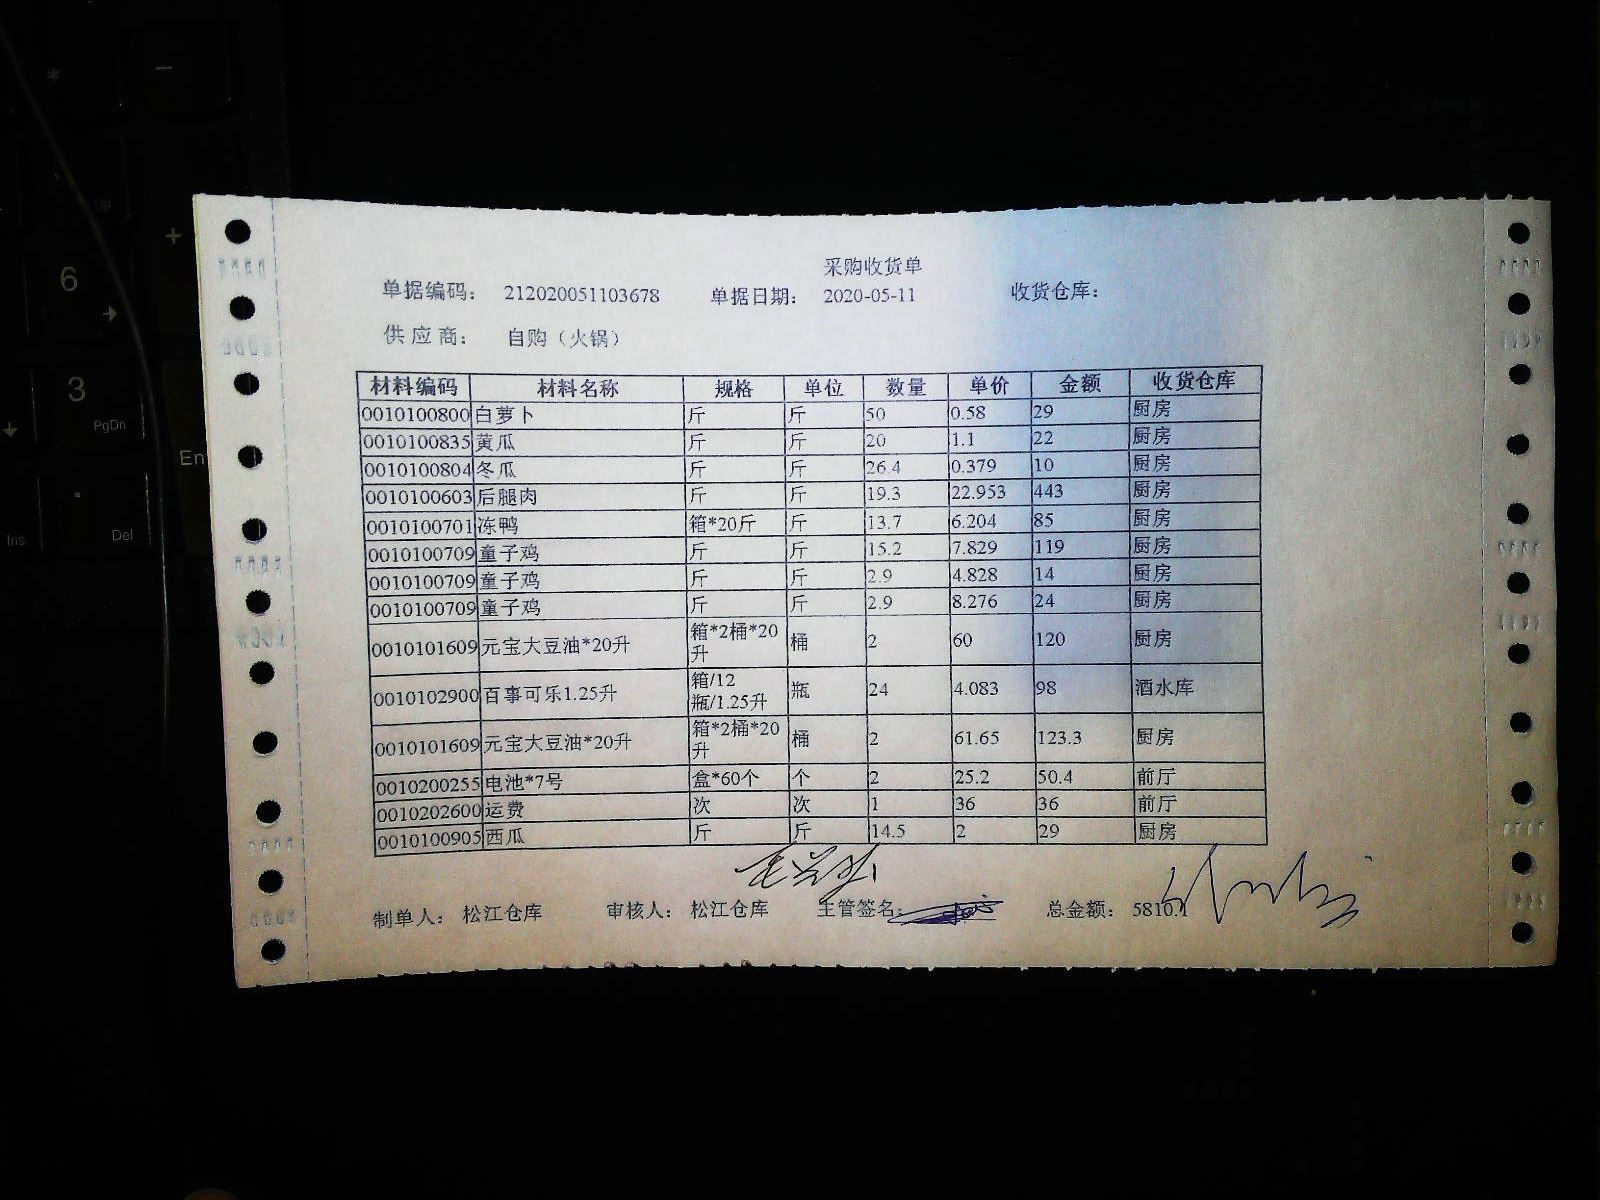 采购收货单
单据编码: 212020051103678 单据日期: 2020-05-11 收货仓库:
供应商: 自购(火锅)
材料编码 材料名称 规格 单位 数量 单价 金额 收货仓库
0010100800 白萝卜 斤 斤 50 0.58 29 厨房
0010100835 黄瓜 斤 斤 20 1.1 22 厨房
0010100804 冬瓜 斤 斤 26.4 0.379 10 厨房
0010100603 后腿肉 斤 斤 19.3 22.953 443 厨房
0010100701 冻鸭 箱*20斤 斤 13.7 6.204 85 厨房
0010100709 童子鸡 斤 斤 15.2 7.829 119 厨房
0010100709 童子鸡 斤 斤 2.9 4.828 14 厨房
0010100709 童子鸡 斤 斤 2.9 8.276 24 厨房
0010101609 元宝大豆油*20升 箱*2桶*20升 桶 2 60 120 厨房
0010102900 百事可乐1.25升 箱/12瓶/1.25升 瓶 24 4.083 98 酒水库
0010101609 元宝大豆油*20升 箱*2桶*20升 桶 2 61.65 123.3 厨房
0010200255 电池*7号 盒*60个 个 2 25.2 50.4 前厅
0010202600 运费 次 次 1 36 36 前厅
0010100905 西瓜 斤 斤 14.5 2 29 厨房
制单人: 松江仓库 审核人: 松江仓库 主管签名: 总金额: 5810.1
6
3
PgDn
En
Ins
Del